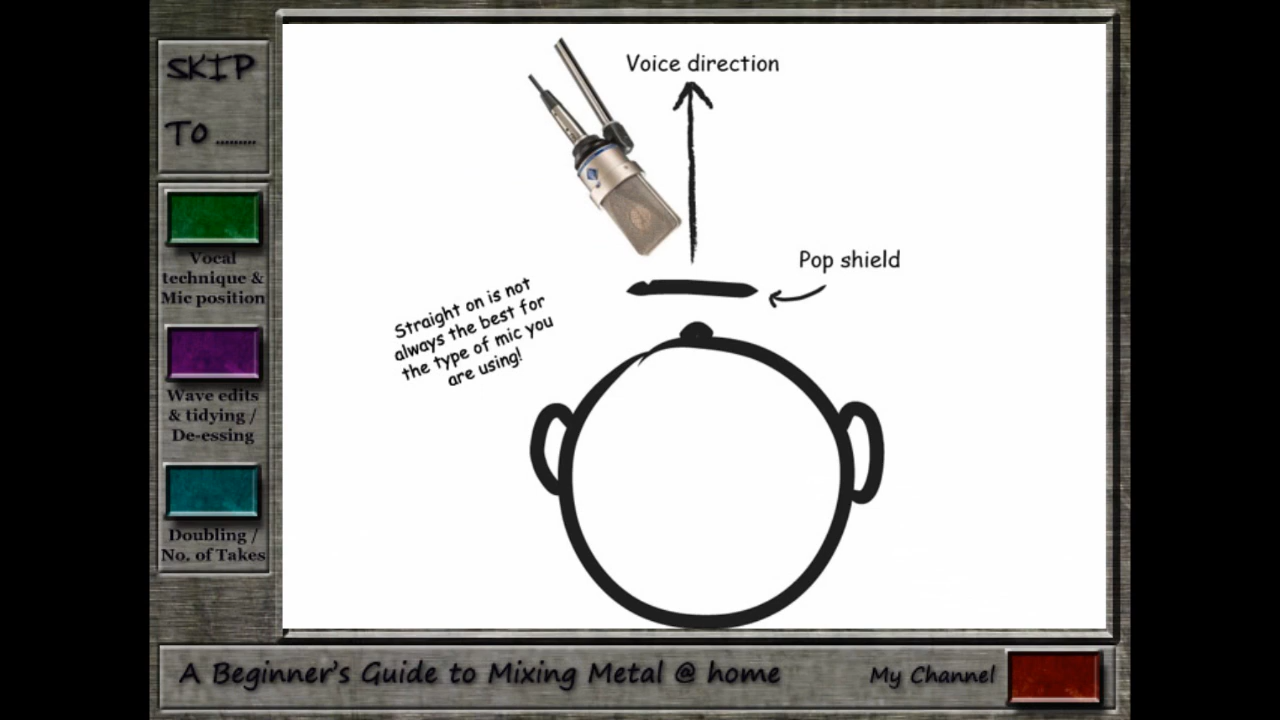 SKIP
TO .........
Vocal
technique &
Mic position
Wave edits
& tidying /
De-essing
Doubling /
No. of Takes
Voice direction
Pop shield
Straight on is not
always the best for
the type of mic you
are using!
A Beginner's Guide to Mixing Metal @ home
My Channel